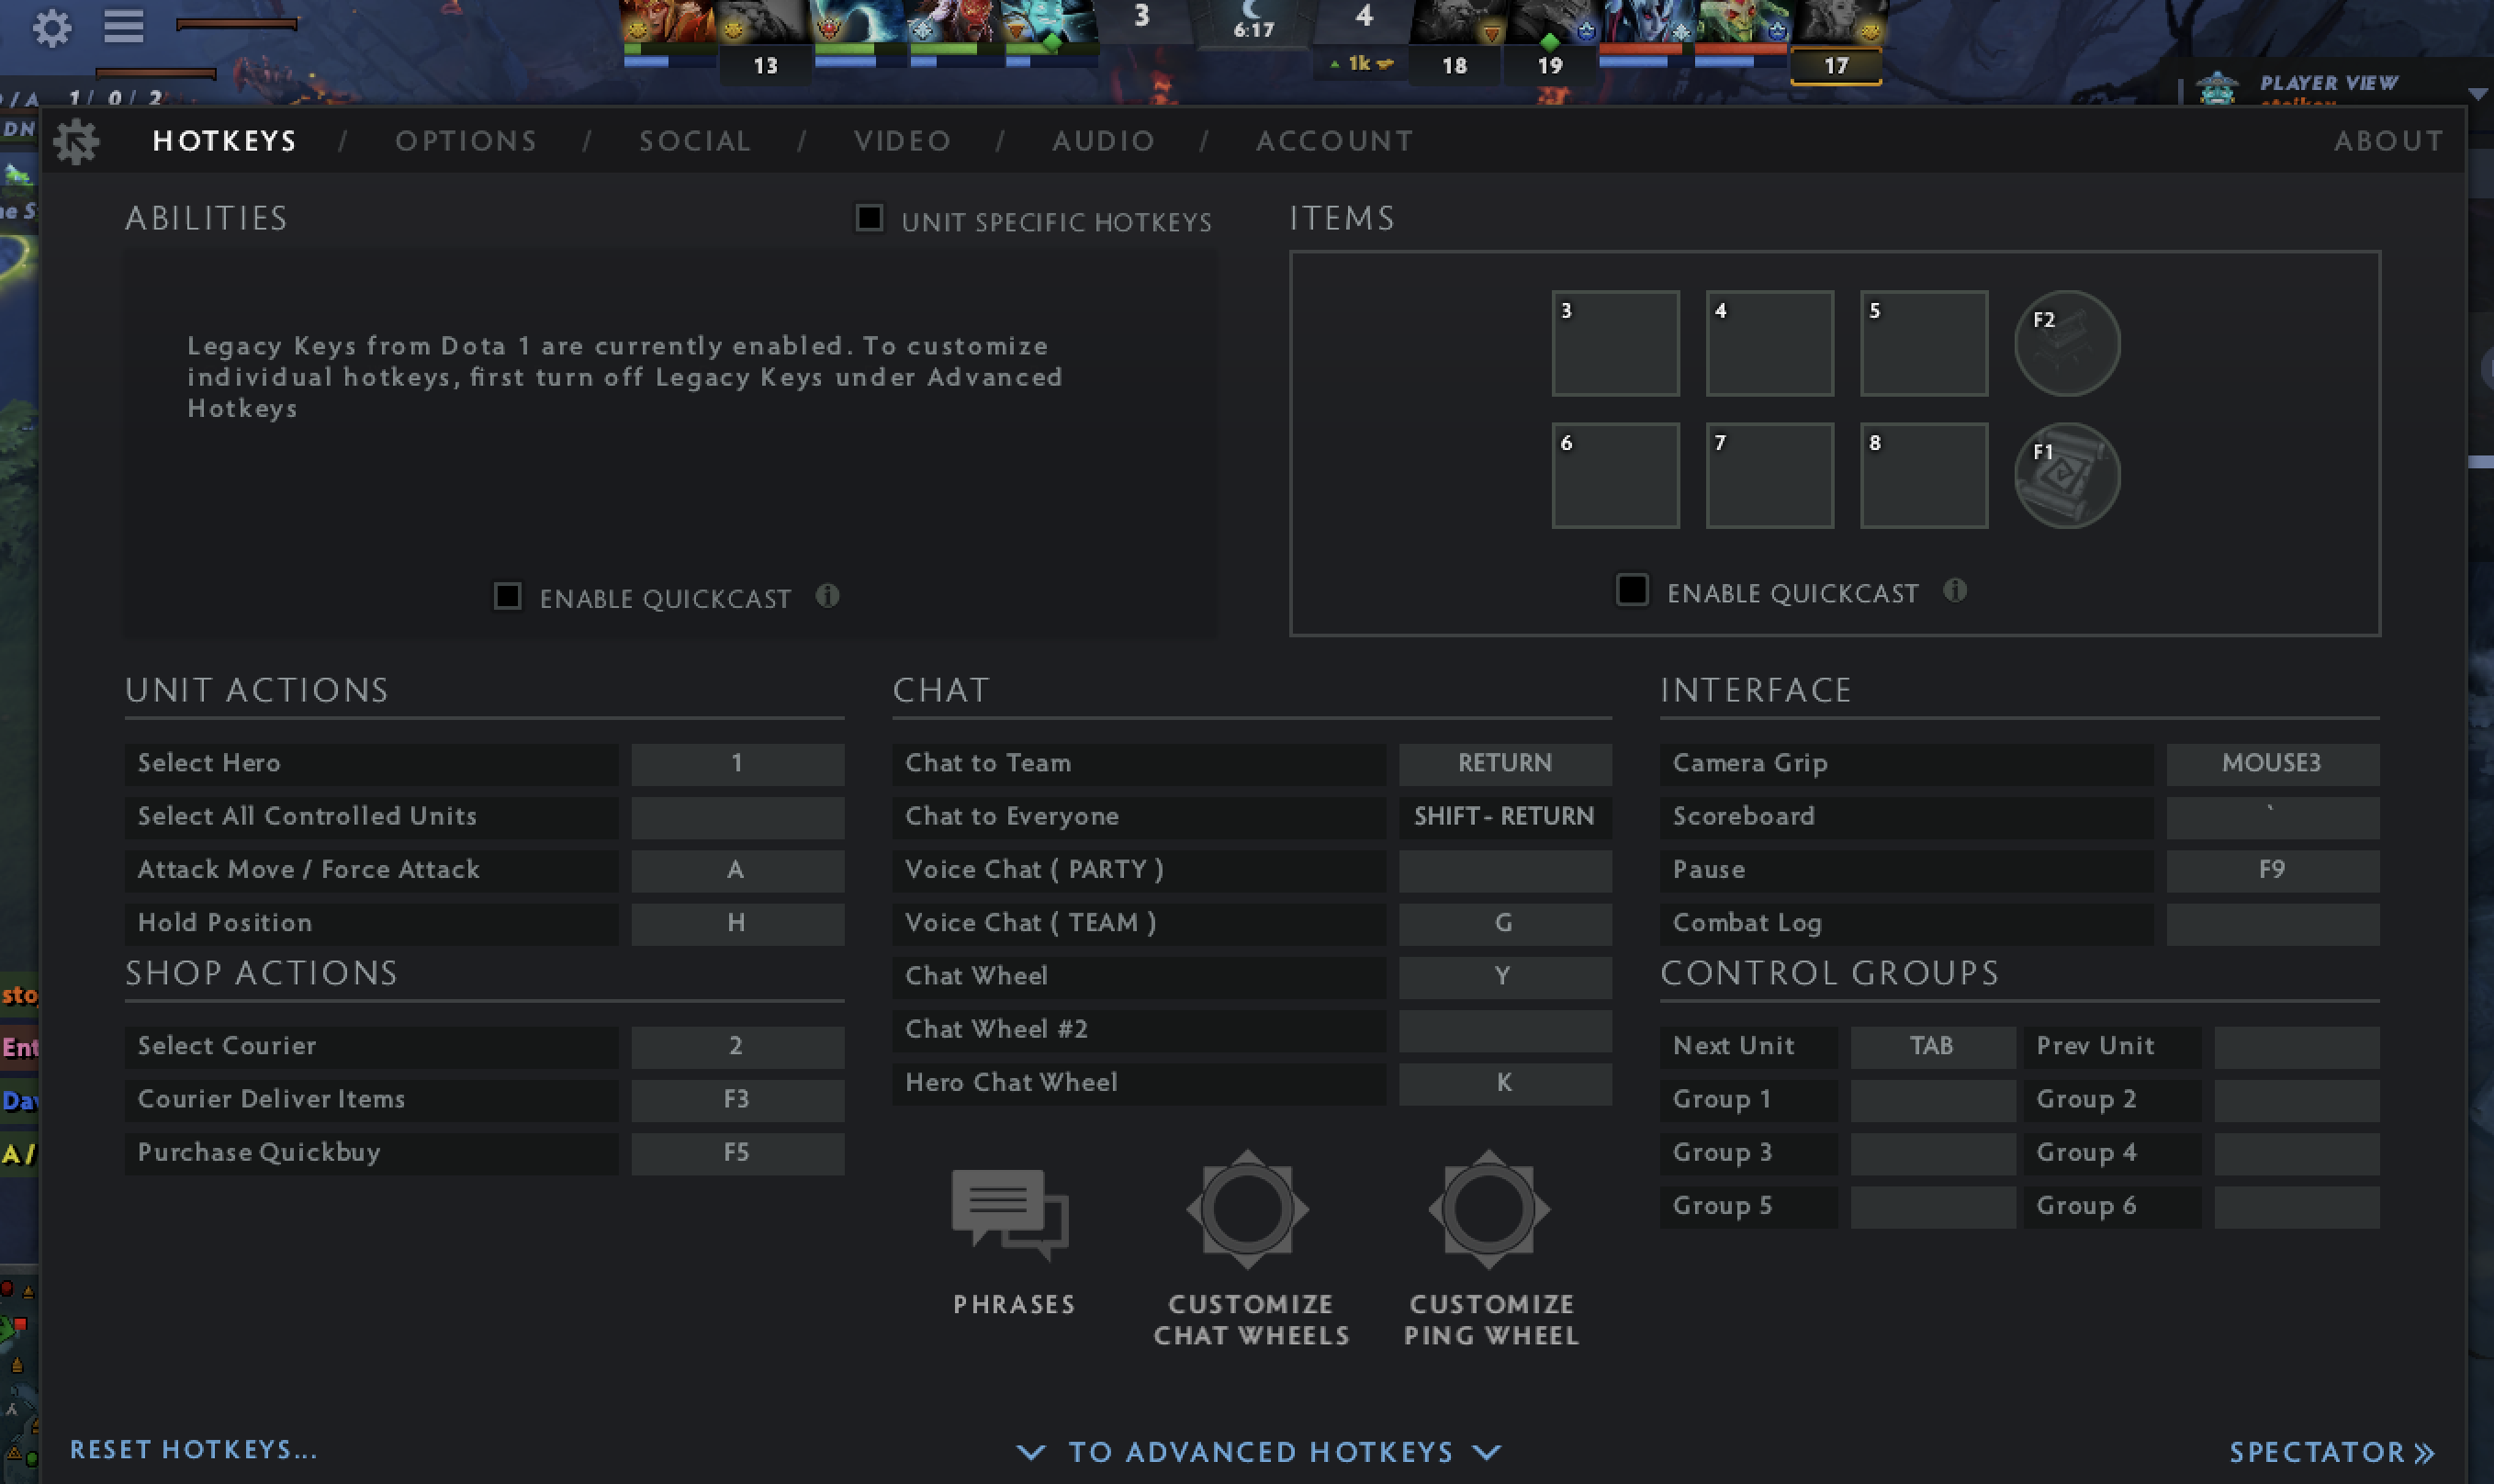 3
6:17
4
13
1k
18
19
17
1/ 0/ 2
PLAYER VIEW
DN
HOTKEYS / OPTIONS / SOCIAL / VIDEO / AUDIO / ACCOUNT
ABOUT
ABILITIES
UNIT SPECIFIC HOTKEYS
Legacy Keys from Dota 1 are currently enabled. To customize
individual hotkeys, first turn off Legacy Keys under Advanced
Hotkeys
ENABLE QUICKCAST
ITEMS
3 4 5 F2
6 7 8 F1
ENABLE QUICKCAST
UNIT ACTIONS
Select Hero 1
Select All Controlled Units
Attack Move / Force Attack A
Hold Position H
SHOP ACTIONS
Select Courier 2
Courier Deliver Items F3
Purchase Quickbuy F5
CHAT
Chat to Team RETURN
Chat to Everyone SHIFT - RETURN
Voice Chat ( PARTY )
Voice Chat ( TEAM ) G
Chat Wheel Y
Chat Wheel #2
Hero Chat Wheel K
PHRASES
CUSTOMIZE
CHAT WHEELS
CUSTOMIZE
PING WHEEL
INTERFACE
Camera Grip MOUSE3
Scoreboard `
Pause F9
Combat Log
CONTROL GROUPS
Next Unit TAB Prev Unit
Group 1 Group 2
Group 3 Group 4
Group 5 Group 6
sto
Ent
Dav
A /
RESET HOTKEYS...
TO ADVANCED HOTKEYS
SPECTATOR